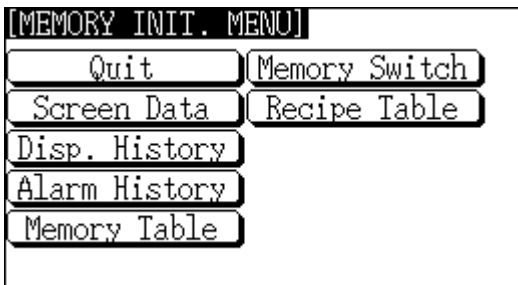 [MEMORY INIT. MENU]
Quit Memory Switch
Screen Data Recipe Table
Disp. History
Alarm History
Memory Table